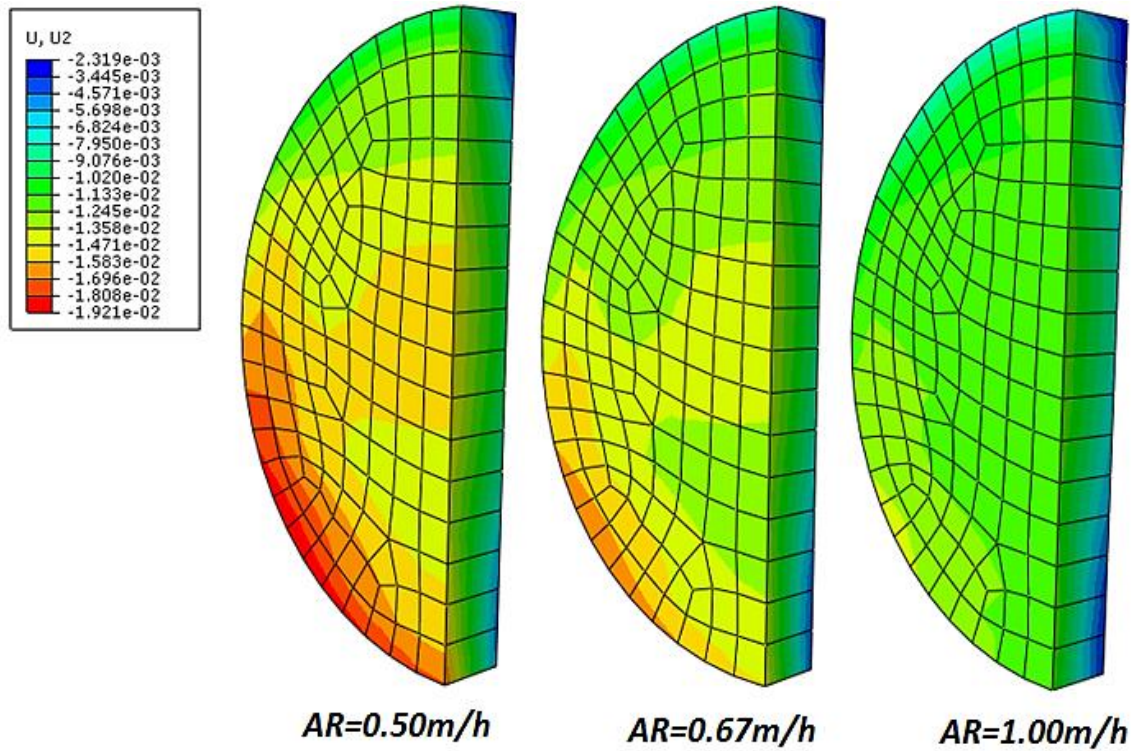 U, U2
-2.319e-03
-3.445e-03
-4.571e-03
-5.698e-03
-6.824e-03
-7.950e-03
-9.076e-03
-1.020e-02
-1.133e-02
-1.245e-02
-1.358e-02
-1.471e-02
-1.583e-02
-1.696e-02
-1.808e-02
-1.921e-02
AR=0.50m/h AR=0.67m/h AR=1.00m/h